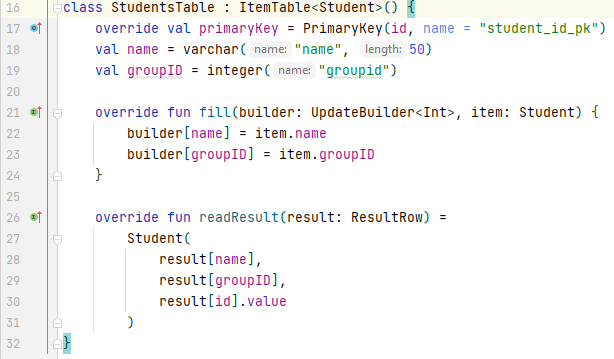 16 class StudentsTable : ItemTable<Student>() {
17     override val primaryKey = PrimaryKey(id, name = "student_id_pk")
18     val name = varchar( name: "name", length: 50)
19     val groupID = integer( name: "groupid")
20
21     override fun fill(builder: UpdateBuilder<Int>, item: Student) {
22         builder[name] = item.name
23         builder[groupID] = item.groupID
24     }
25
26     override fun readResult(result: ResultRow) =
27         Student(
28             result[name],
29             result[groupID],
30             result[id].value
31         )
32 }